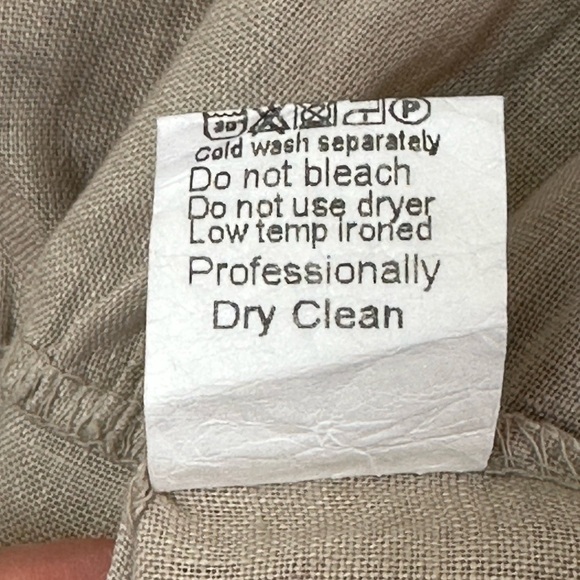 30
P
Cold wash separately
Do not bleach
Do not use dryer
Low temp ironed
Professionally
Dry Clean